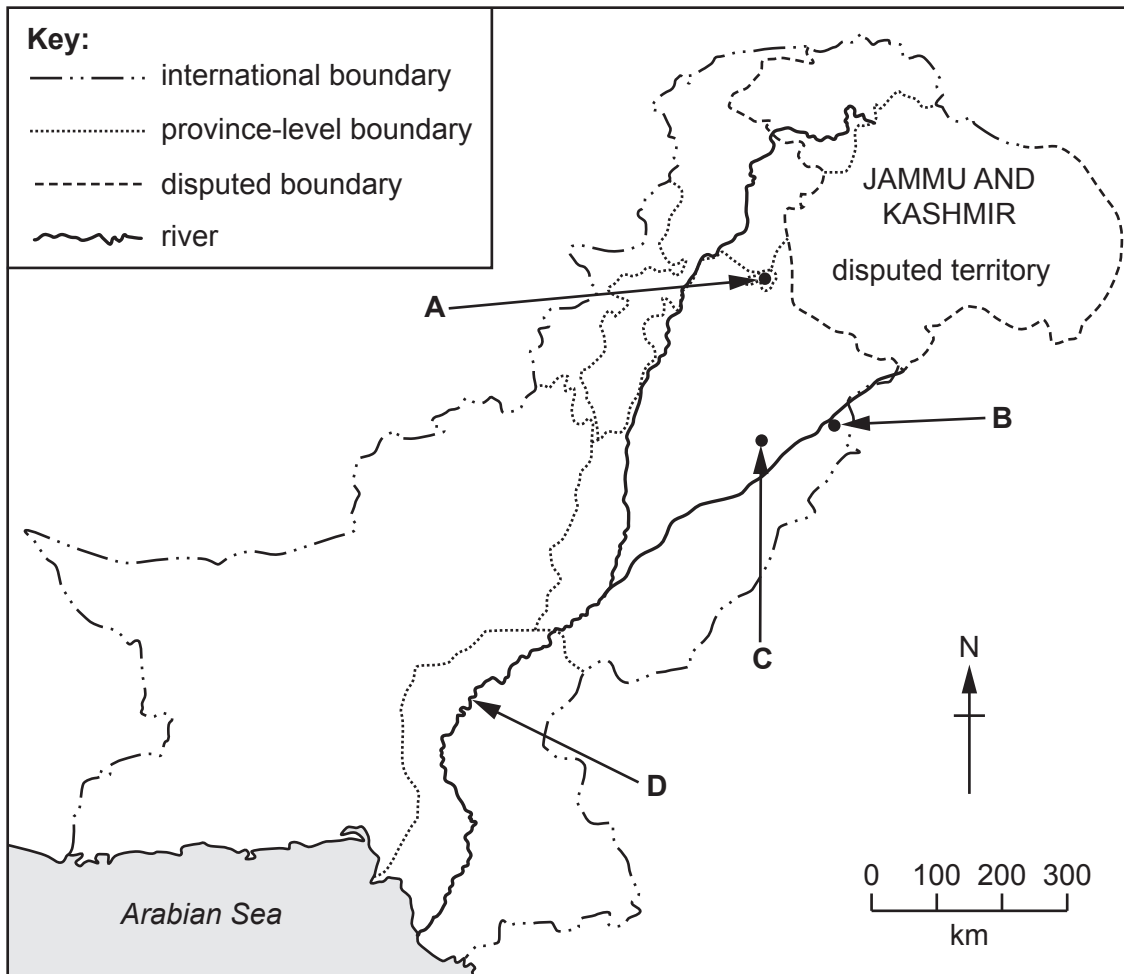 Key:
international boundary
province-level boundary
disputed boundary
river
JAMMU AND
KASHMIR
disputed territory
A
B
C
N
D
0 100 200 300
km
Arabian Sea